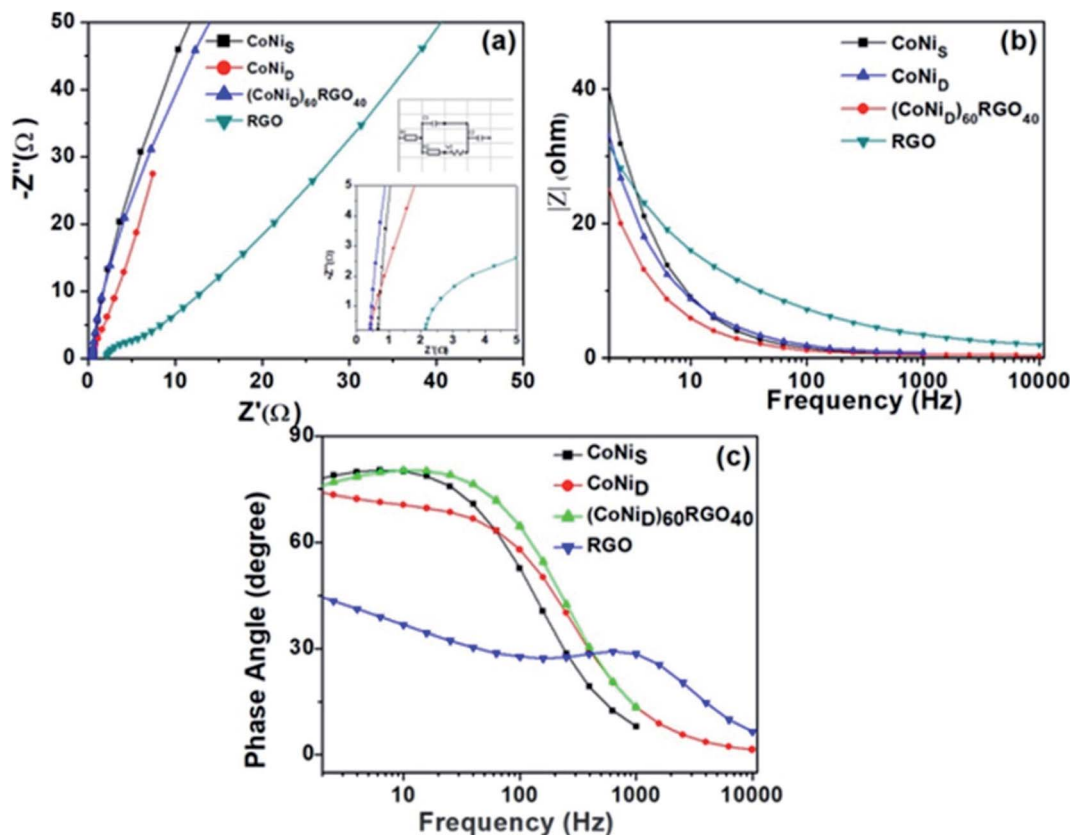 (a)
50
40
30
20
10
0
-Z''(Ω)
CoNiS
CoNiD
(CoNiD)60RGO40
RGO
5
4
3
2
1
-Z''(Ω)
0 1 2 3 4 5
Z'(Ω)
0 10 20 30 40 50
Z'(Ω)
(b)
40
20
0
|Z| (ohm)
CoNiS
CoNiD
(CoNiD)60RGO40
RGO
10 100 1000 10000
Frequency (Hz)
(c)
90
60
30
0
Phase Angle (degree)
CoNiS
CoNiD
(CoNiD)60RGO40
RGO
10 100 1000 10000
Frequency (Hz)